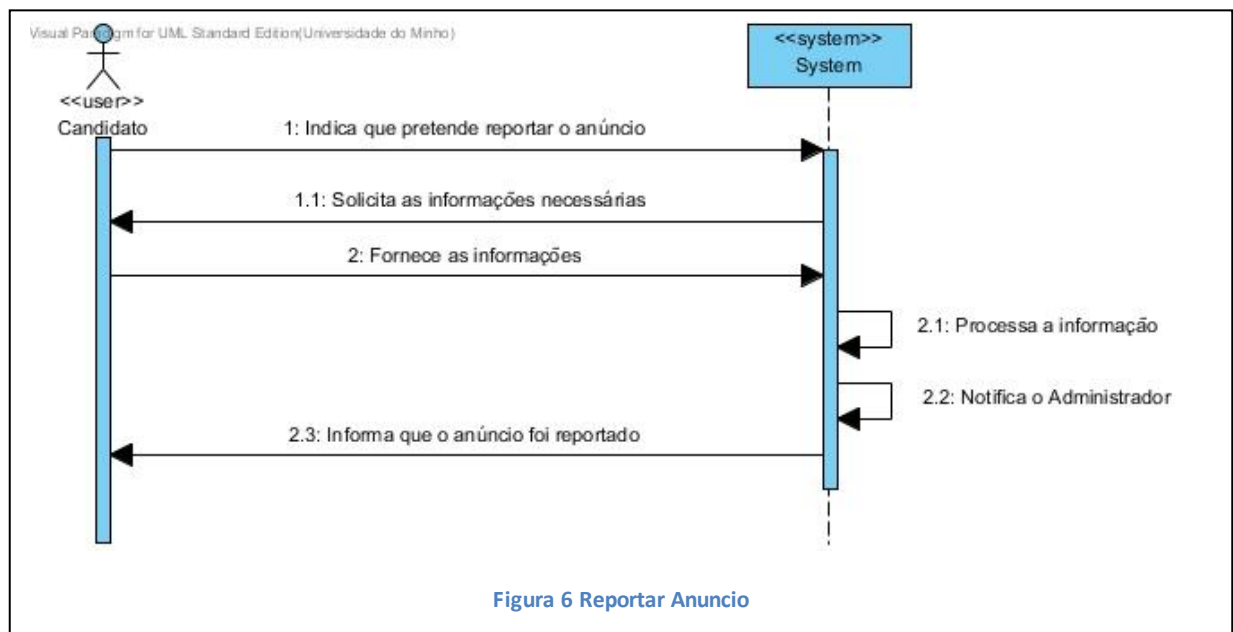 Visual Paradigm for UML Standard Edition(Universidade do Minho)
<<system>>
System
<<user>>
Candidato
1: Indica que pretende reportar o anúncio
1.1: Solicita as informações necessárias
2: Fornece as informações
2.1: Processa a informação
2.2: Notifica o Administrador
2.3: Informa que o anúncio foi reportado
Figura 6 Reportar Anuncio